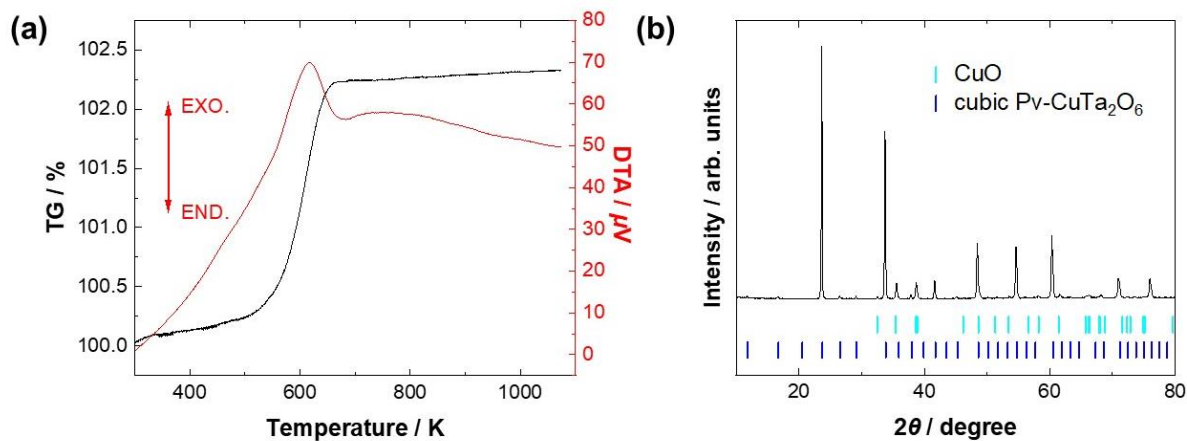 (a)
102.5
102.0
101.5
101.0
100.5
100.0
TG / %
EXO.
END.
80
70
60
50
40
30
20
10
0
DTA / μV
400
600
800
1000
Temperature / K
(b)
Intensity / arb. units
CuO
cubic Pv-CuTa₂O₆
20
40
60
80
2θ / degree